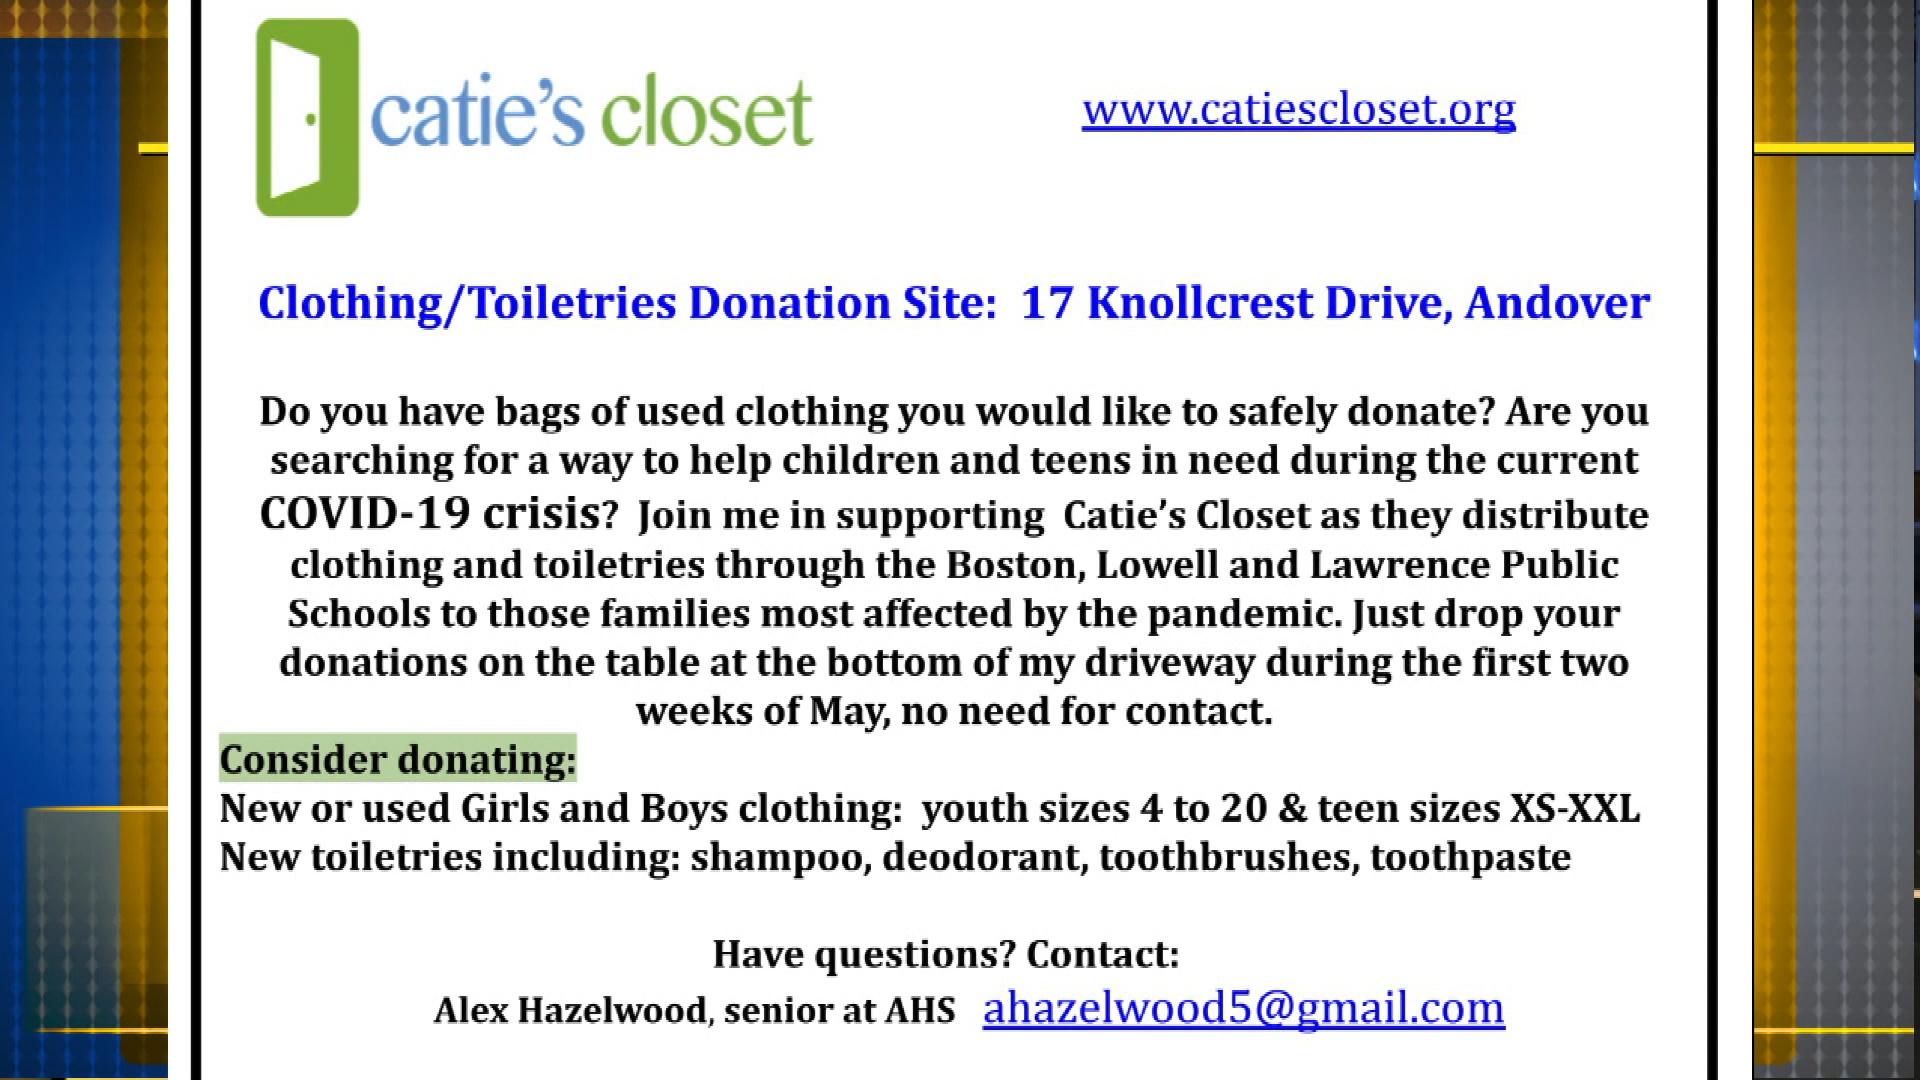 catie's closet
www.catiescloset.org
Clothing/Toiletries Donation Site:  17 Knollcrest Drive, Andover
Do you have bags of used clothing you would like to safely donate? Are you
searching for a way to help children and teens in need during the current
COVID-19 crisis?  Join me in supporting  Catie’s Closet as they distribute
clothing and toiletries through the Boston, Lowell and Lawrence Public
Schools to those families most affected by the pandemic. Just drop your
donations on the table at the bottom of my driveway during the first two
weeks of May, no need for contact.
Consider donating:
New or used Girls and Boys clothing:  youth sizes 4 to 20 & teen sizes XS-XXL
New toiletries including: shampoo, deodorant, toothbrushes, toothpaste
Have questions? Contact:
Alex Hazelwood, senior at AHS   ahazelwood5@gmail.com